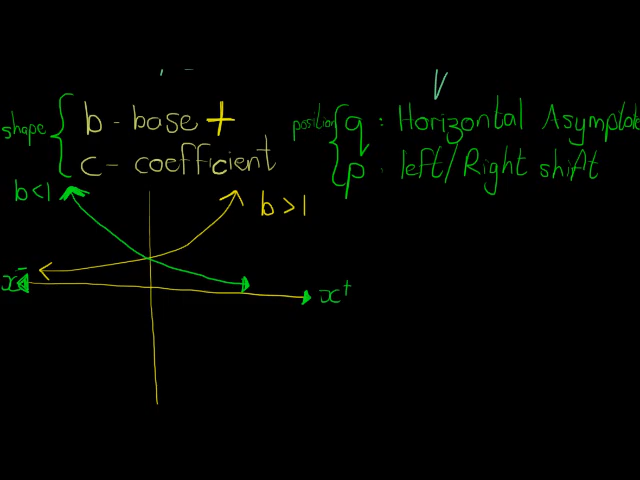 shape { b - base +
c - coefficient
position { q : Horizontal Asymptote
p : left/Right shift
b<1
b>1
x-
x+